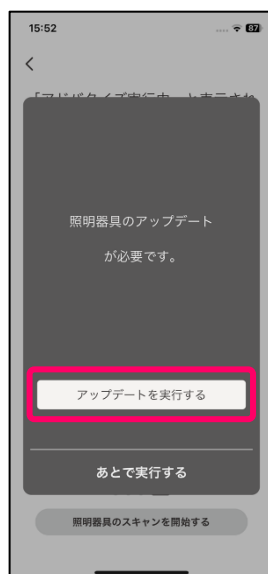 15:52
87
照明器具のアップデート
が必要です。
アップデートを実行する
あとで実行する
照明器具のスキャンを開始する